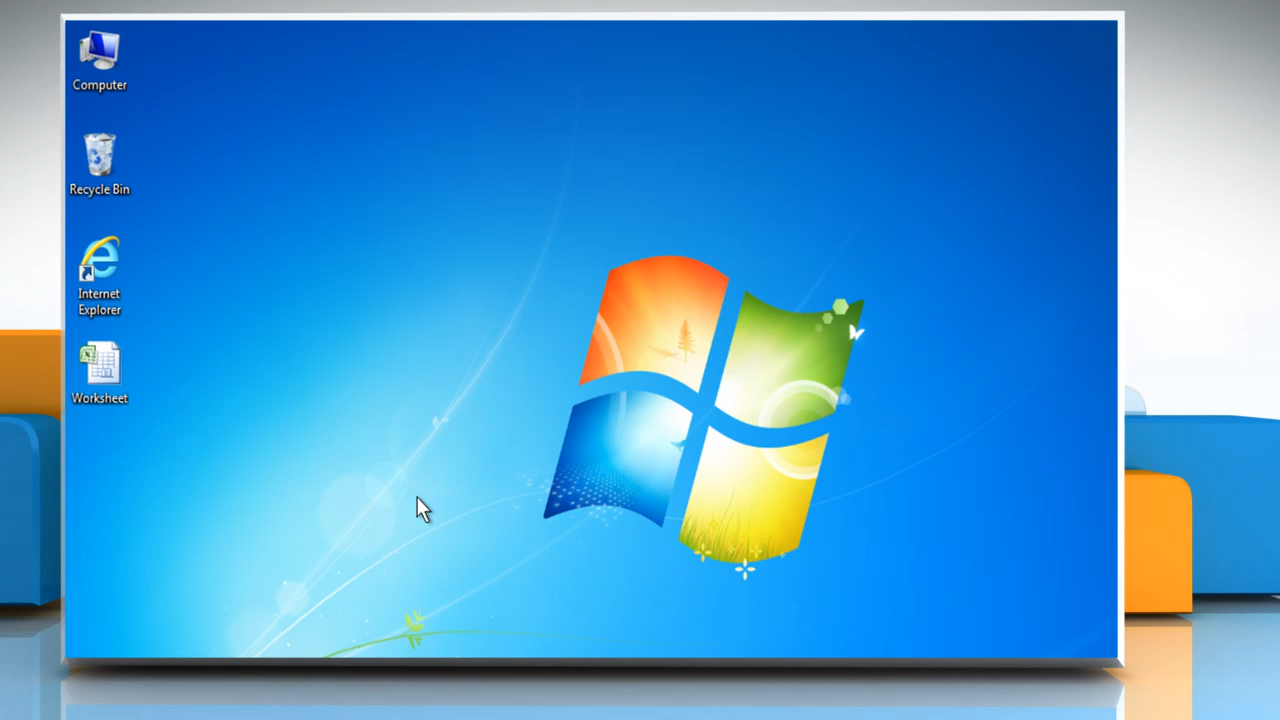 Computer
Recycle Bin
Internet
Explorer
Worksheet